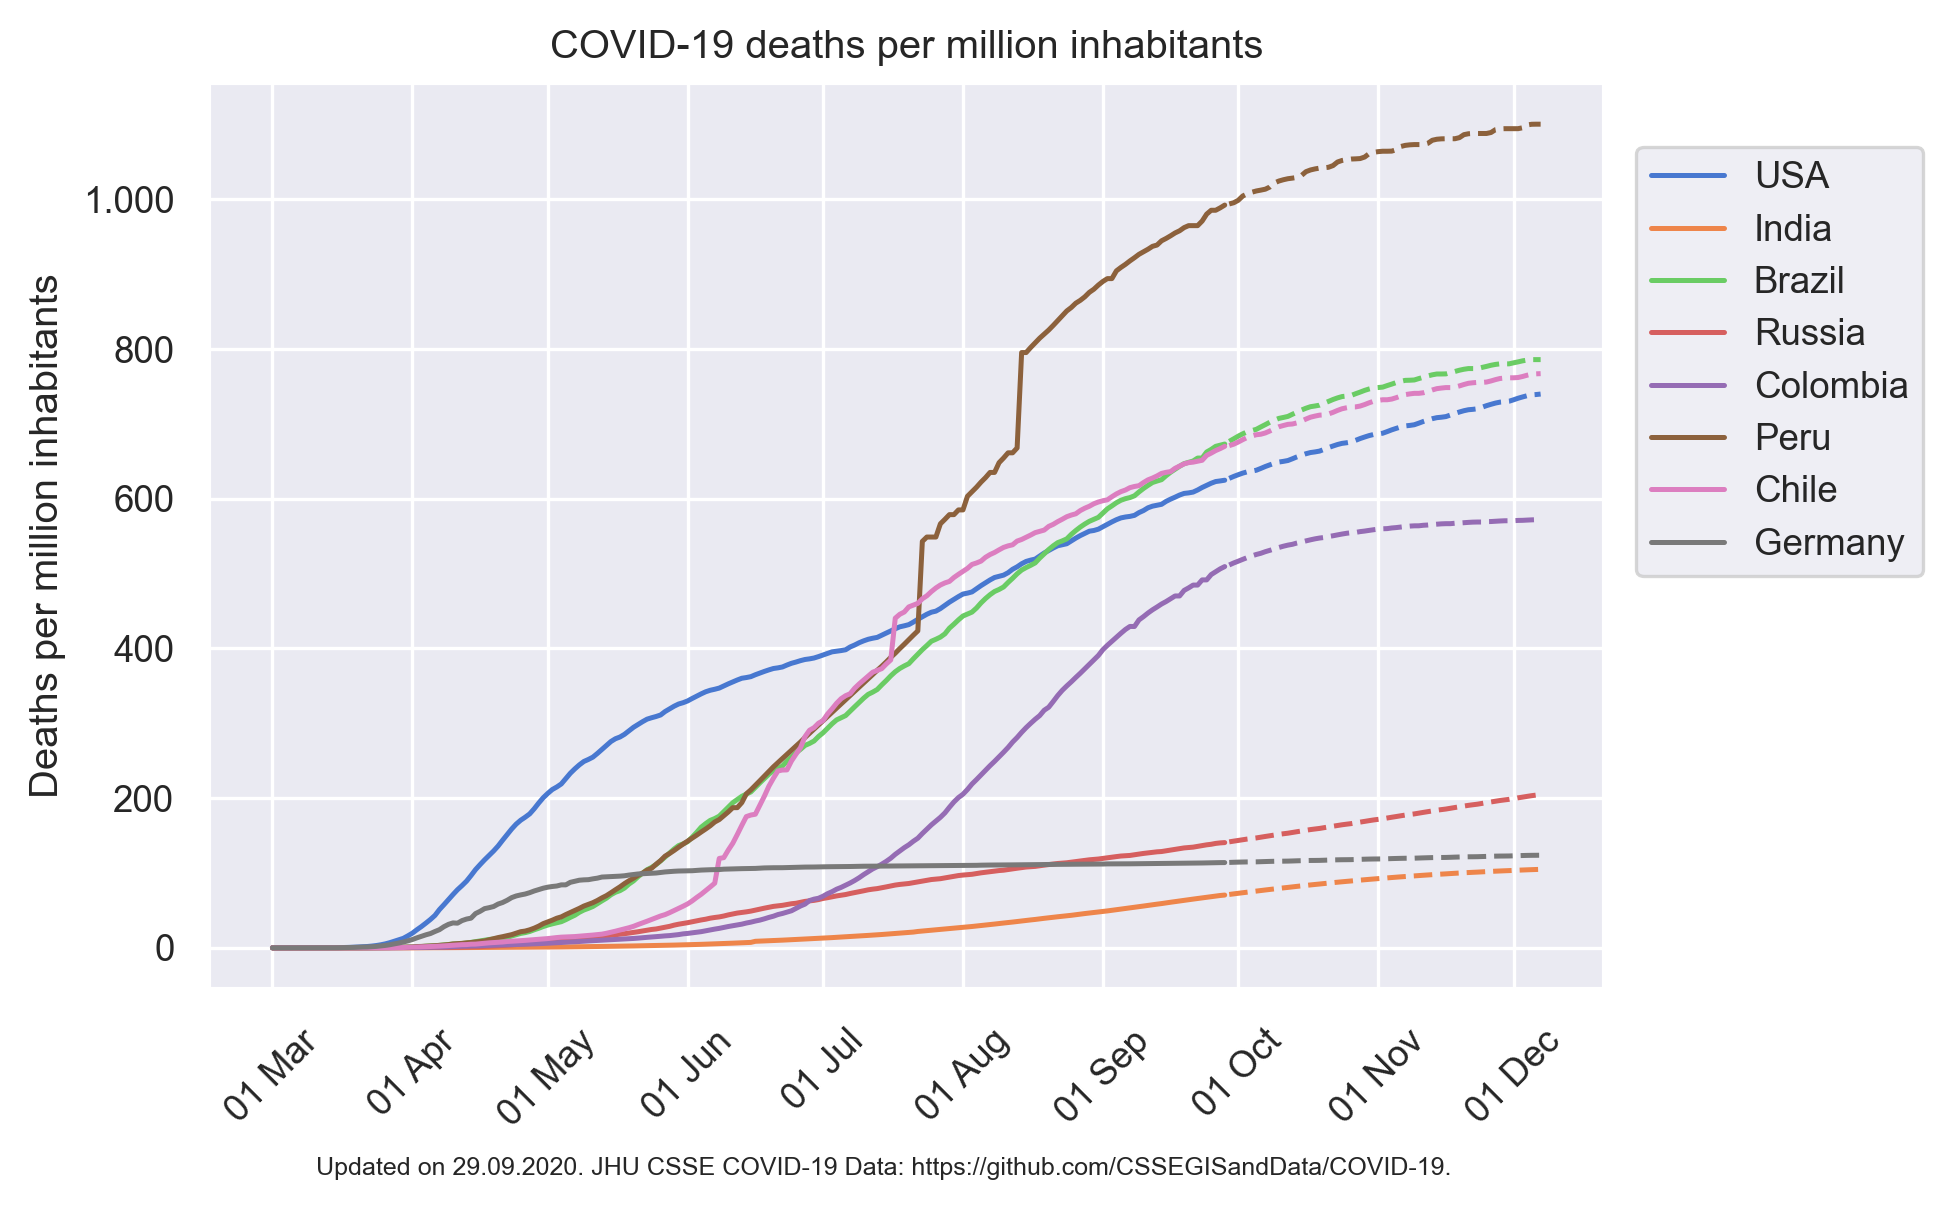 COVID-19 deaths per million inhabitants
Deaths per million inhabitants
1.000
800
600
400
200
0
01 Mar
01 Apr
01 May
01 Jun
01 Jul
01 Aug
01 Sep
01 Oct
01 Nov
01 Dec
USA
India
Brazil
Russia
Colombia
Peru
Chile
Germany
Updated on 29.09.2020. JHU CSSE COVID-19 Data: https://github.com/CSSEGISandData/COVID-19.